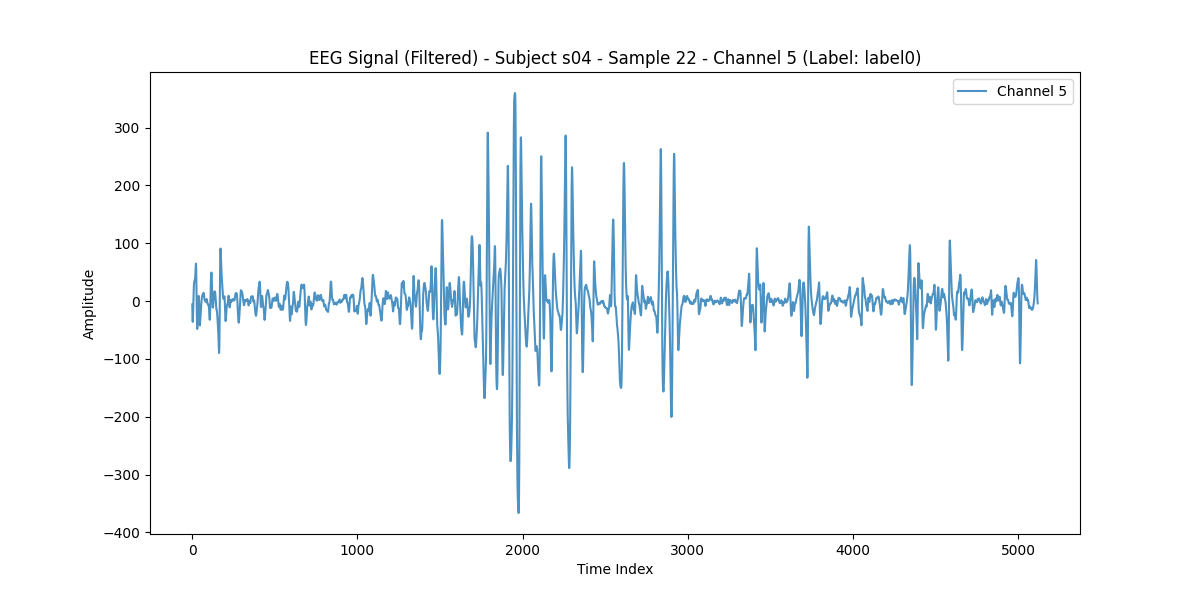 EEG Signal (Filtered) - Subject s04 - Sample 22 - Channel 5 (Label: label0)
Channel 5
300
200
100
0
−100
−200
−300
−400
Amplitude
0 1000 2000 3000 4000 5000
Time Index